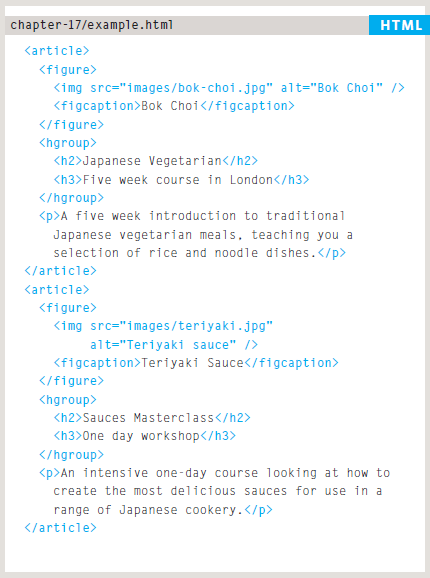 chapter-17/example.html HTML
<article>
<figure>
<img src="images/bok-choi.jpg" alt="Bok Choi" />
<figcaption>Bok Choi</figcaption>
</figure>
<hgroup>
<h2>Japanese Vegetarian</h2>
<h3>Five week course in London</h3>
</hgroup>
<p>A five week introduction to traditional
Japanese vegetarian meals, teaching you a
selection of rice and noodle dishes.</p>
</article>
<article>
<figure>
<img src="images/teriyaki.jpg"
alt="Teriyaki sauce" />
<figcaption>Teriyaki Sauce</figcaption>
</figure>
<hgroup>
<h2>Sauces Masterclass</h2>
<h3>One day workshop</h3>
</hgroup>
<p>An intensive one-day course looking at how to
create the most delicious sauces for use in a
range of Japanese cookery.</p>
</article>